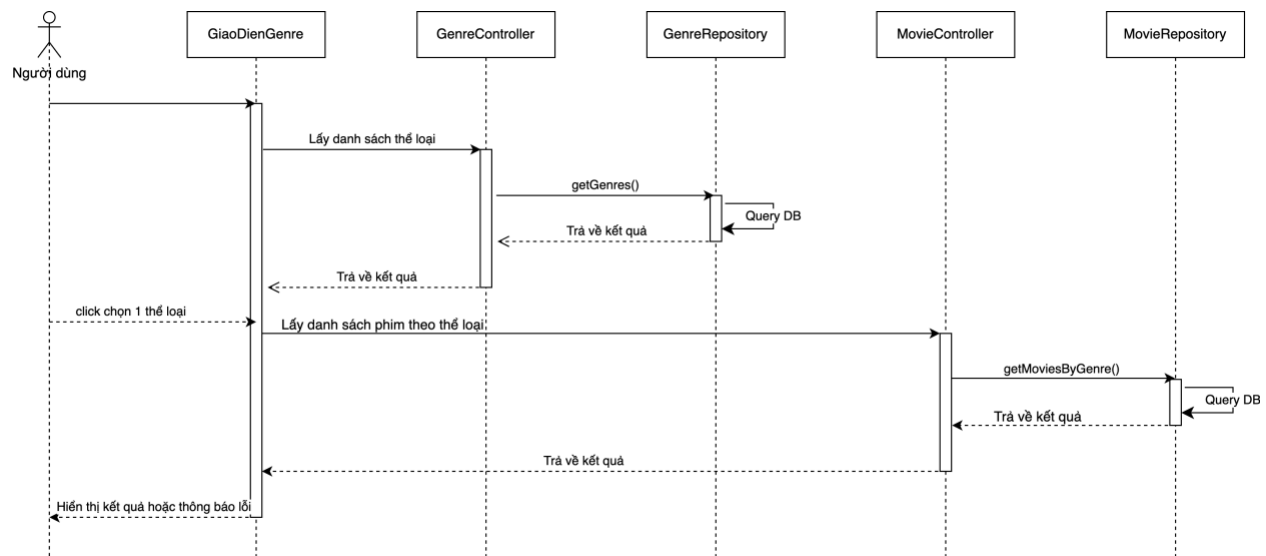 GiaoDienGenre
GenreController
GenreRepository
MovieController
MovieRepository
Người dùng
Lấy danh sách thể loại
getGenres()
Query DB
Trả về kết quả
Trả về kết quả
click chọn 1 thể loại
Lấy danh sách phim theo thể loại
getMoviesByGenre()
Query DB
Trả về kết quả
Trả về kết quả
Hiển thị kết quả hoặc thông báo lỗi